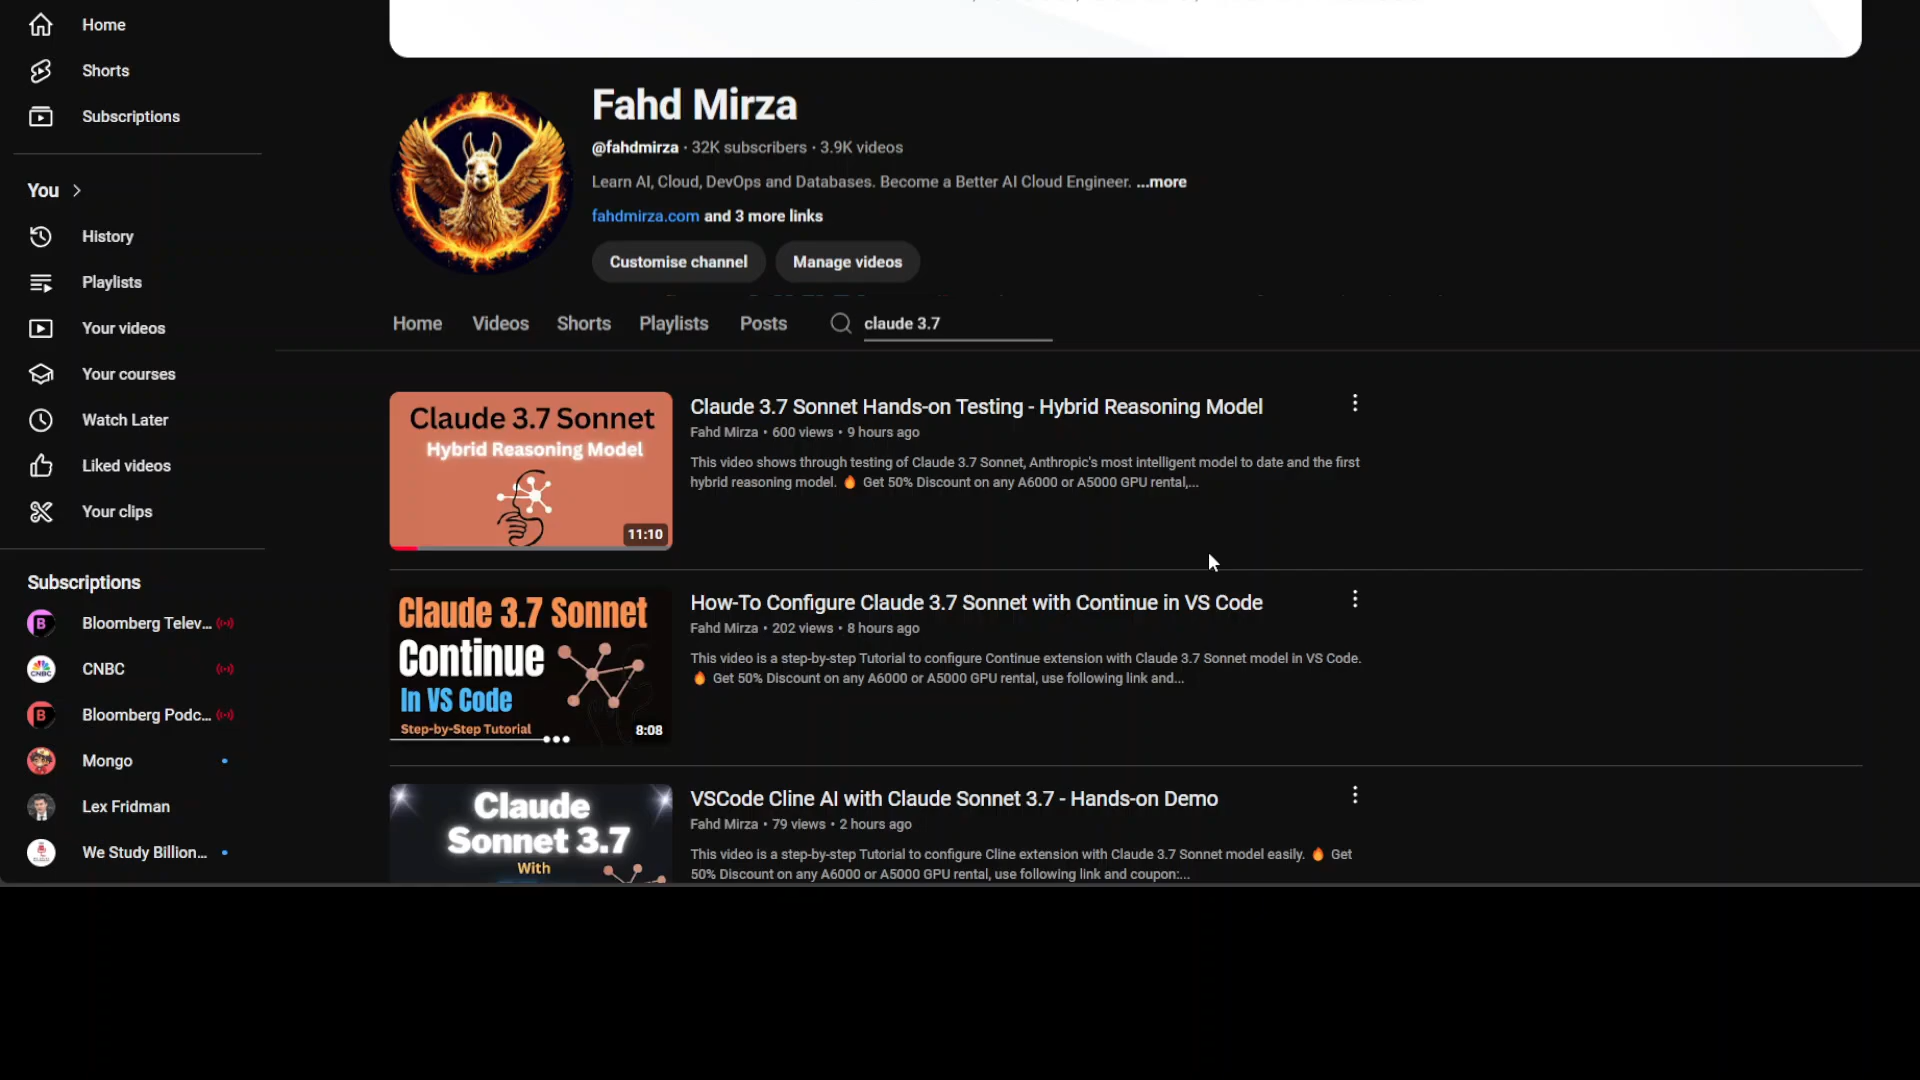 Home
Shorts
Subscriptions
You
History
Playlists
Your videos
Your courses
Watch Later
Liked videos
Your clips
Subscriptions
B
Bloomberg Telev...
CNBC
CNBC
B
Bloomberg Podc...
Mongo
Lex Fridman
We Study Billion...
Fahd Mirza
@fahdmirza · 32K subscribers · 3.9K videos
Learn AI, Cloud, DevOps and Databases. Become a Better AI Cloud Engineer. ...more
fahdmirza.com and 3 more links
Customise channel
Manage videos
Home Videos Shorts Playlists Posts claude 3.7
Claude 3.7 Sonnet
Hybrid Reasoning Model
11:10
Claude 3.7 Sonnet Hands-on Testing - Hybrid Reasoning Model
Fahd Mirza • 600 views • 9 hours ago
This video shows through testing of Claude 3.7 Sonnet, Anthropic's most intelligent model to date and the first
hybrid reasoning model. 🔥 Get 50% Discount on any A6000 or A5000 GPU rental,...
Claude 3.7 Sonnet
Continue
In VS Code
Step-by-Step Tutorial
8:08
How-To Configure Claude 3.7 Sonnet with Continue in VS Code
Fahd Mirza • 202 views • 8 hours ago
This video is a step-by-step Tutorial to configure Continue extension with Claude 3.7 Sonnet model in VS Code.
🔥 Get 50% Discount on any A6000 or A5000 GPU rental, use following link and...
Claude
Sonnet 3.7
With
VSCode Cline AI with Claude Sonnet 3.7 - Hands-on Demo
Fahd Mirza • 79 views • 2 hours ago
This video is a step-by-step Tutorial to configure Cline extension with Claude 3.7 Sonnet model easily. 🔥 Get
50% Discount on any A6000 or A5000 GPU rental, use following link and coupon:...